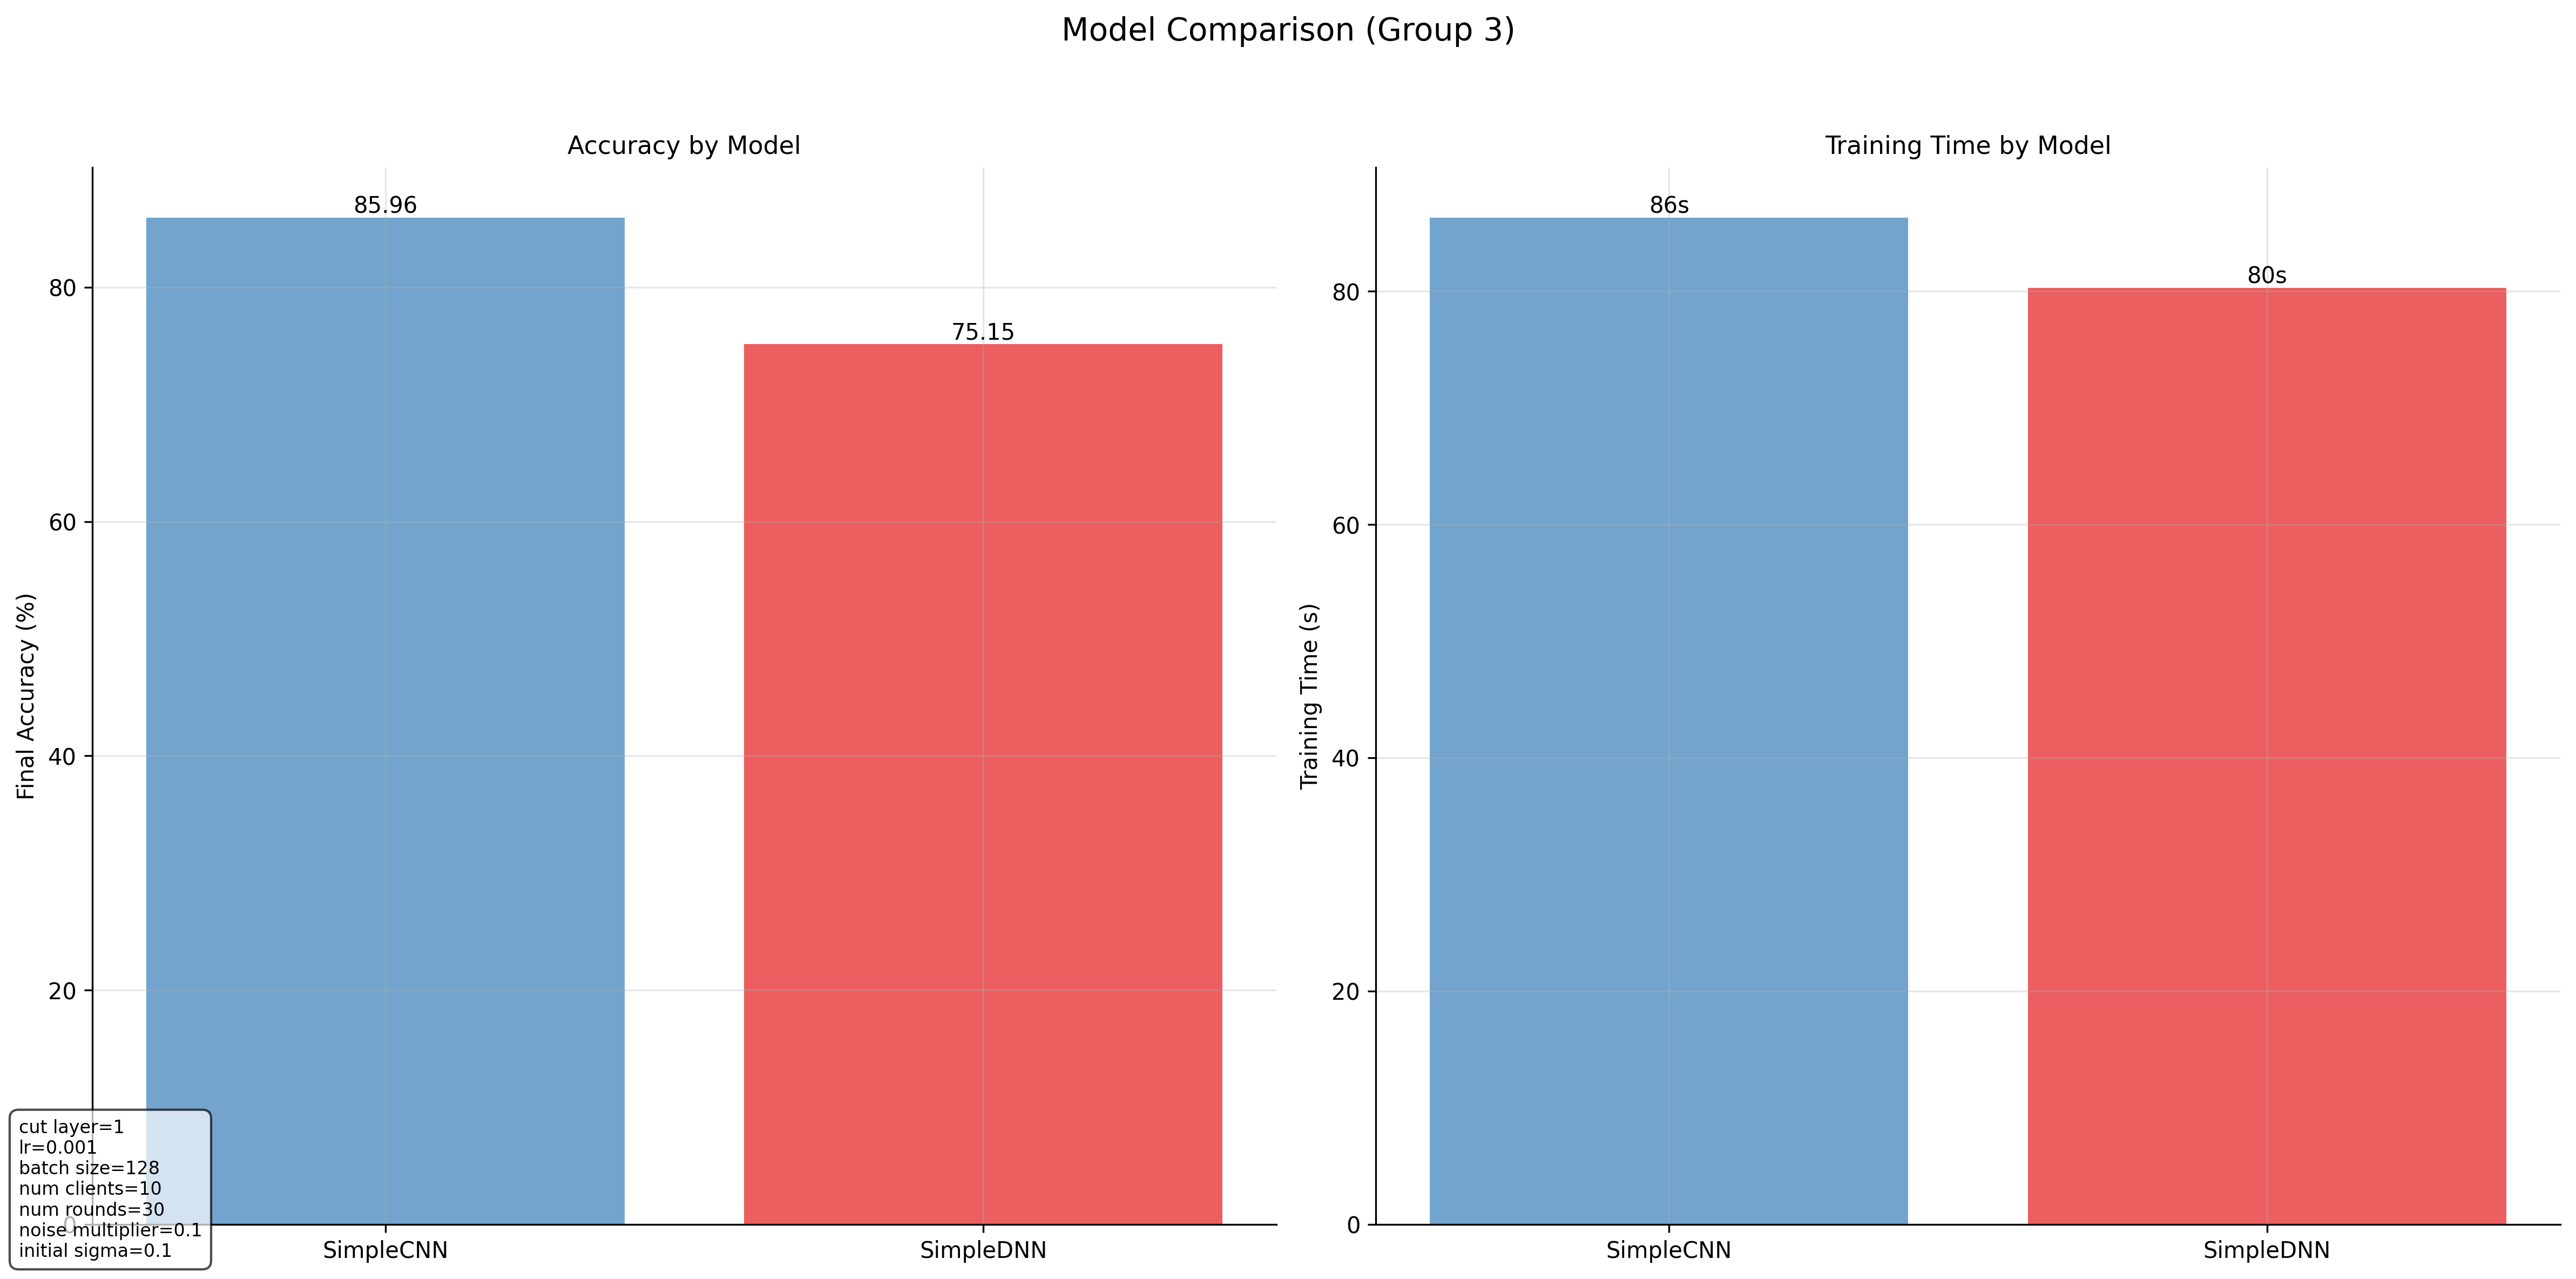 Model Comparison (Group 3)
Accuracy by Model
Final Accuracy (%)
80
60
40
20
0
85.96
75.15
SimpleCNN
SimpleDNN
cut layer=1
lr=0.001
batch size=128
num clients=10
num rounds=30
noise multiplier=0.1
initial sigma=0.1
Training Time by Model
Training Time (s)
80
60
40
20
0
86s
80s
SimpleCNN
SimpleDNN